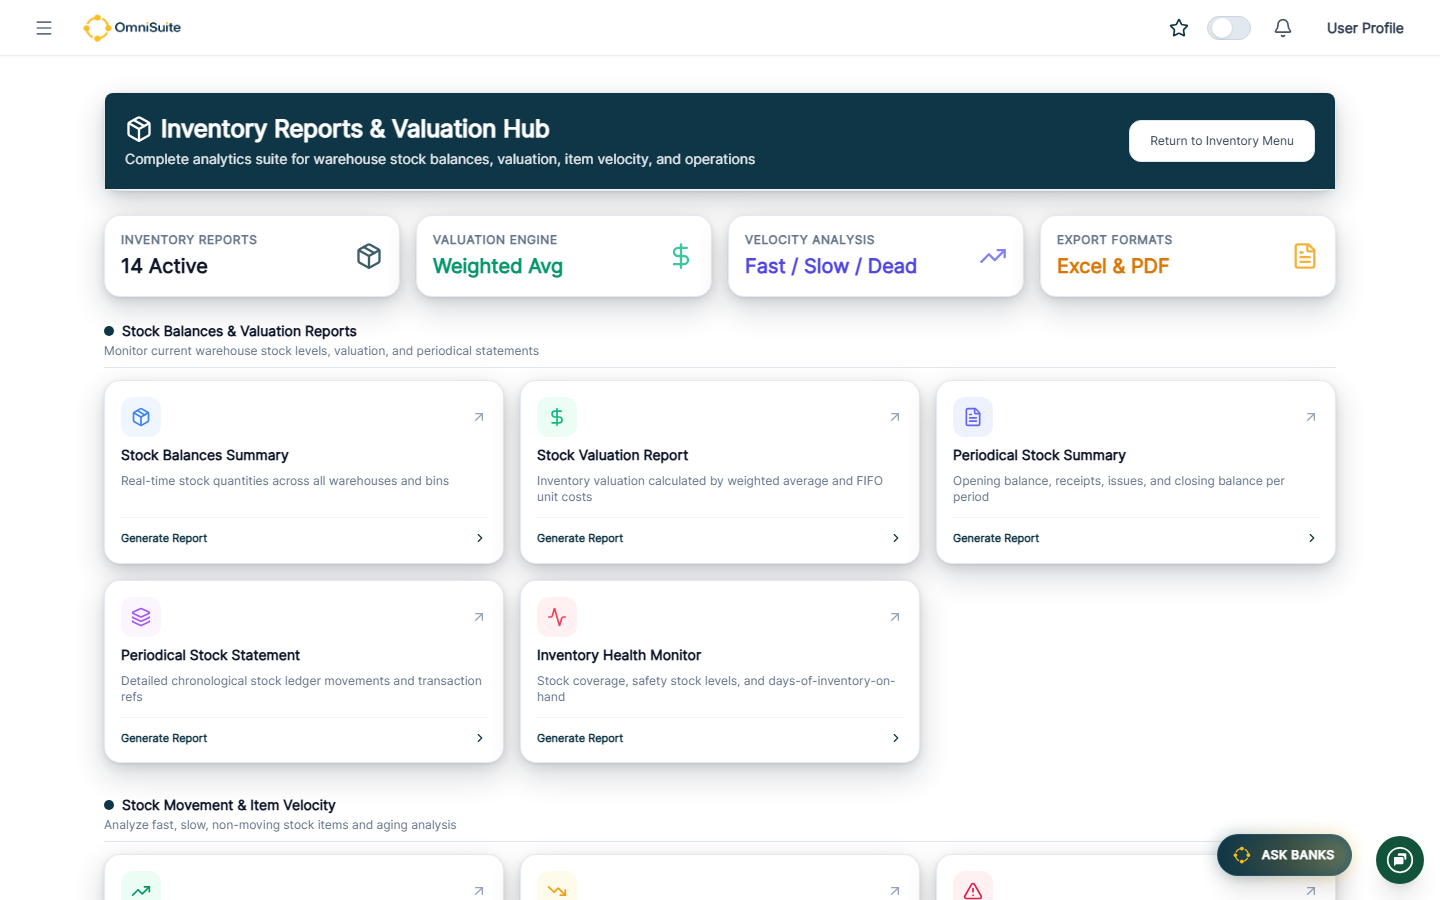 OmniSuite
User Profile
Inventory Reports & Valuation Hub
Complete analytics suite for warehouse stock balances, valuation, item velocity, and operations
Return to Inventory Menu
INVENTORY REPORTS
14 Active
VALUATION ENGINE
Weighted Avg
VELOCITY ANALYSIS
Fast / Slow / Dead
EXPORT FORMATS
Excel & PDF
Stock Balances & Valuation Reports
Monitor current warehouse stock levels, valuation, and periodical statements
Stock Balances Summary
Real-time stock quantities across all warehouses and bins
Generate Report
Stock Valuation Report
Inventory valuation calculated by weighted average and FIFO
unit costs
Generate Report
Periodical Stock Summary
Opening balance, receipts, issues, and closing balance per
period
Generate Report
Periodical Stock Statement
Detailed chronological stock ledger movements and transaction
refs
Generate Report
Inventory Health Monitor
Stock coverage, safety stock levels, and days-of-inventory-on-
hand
Generate Report
Stock Movement & Item Velocity
Analyze fast, slow, non-moving stock items and aging analysis
ASK BANKS